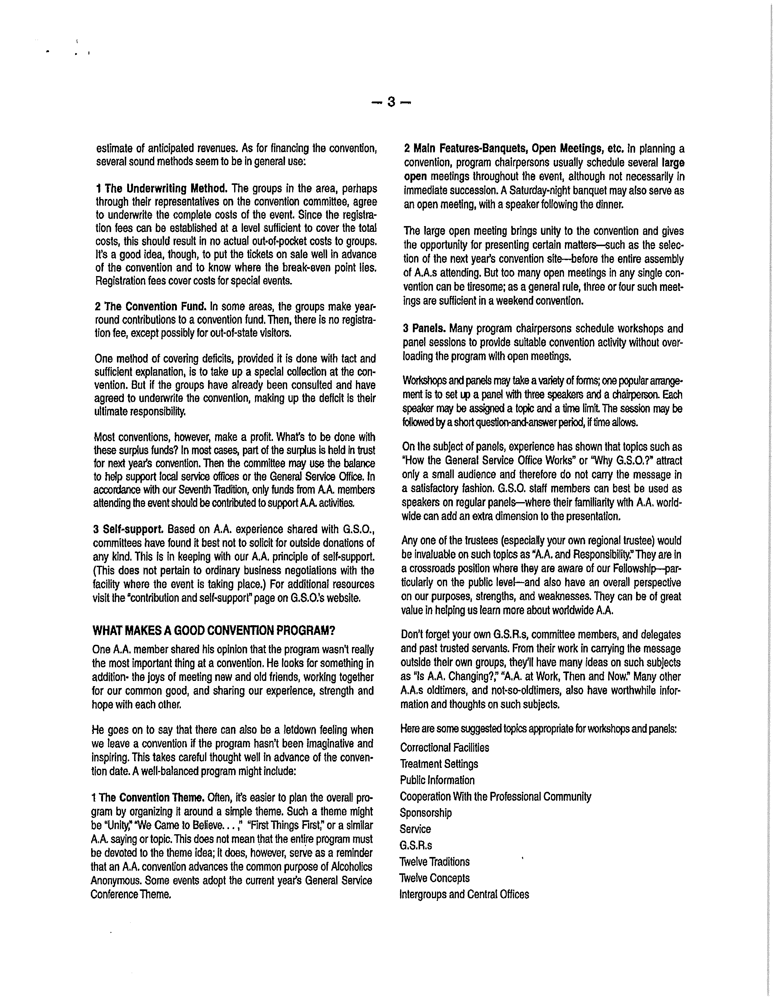 — 3 —
estimate of anticipated revenues. As for financing the convention,
several sound methods seem to be in general use:
1 The Underwriting Method. The groups in the area, perhaps
through their representatives on the convention committee, agree
to underwrite the complete costs of the event. Since the registra-
tion fees can be established at a level sufficient to cover the total
costs, this should result in no actual out-of-pocket costs to groups.
It's a good idea, though, to put the tickets on sale well in advance
of the convention and to know where the break-even point lies.
Registration fees cover costs for special events.
2 The Convention Fund. In some areas, the groups make year-
round contributions to a convention fund. Then, there is no registra-
tion fee, except possibly for out-of-state visitors.
One method of covering deficits, provided it is done with tact and
sufficient explanation, is to take up a special collection at the con-
vention. But if the groups have already been consulted and have
agreed to underwrite the convention, making up the deficit is their
ultimate responsibility.
Most conventions, however, make a profit. What's to be done with
these surplus funds? In most cases, part of the surplus is held in trust
for next year's convention. Then the committee may use the balance
to help support local service offices or the General Service Office. In
accordance with our Seventh Tradition, only funds from A.A. members
attending the event should be contributed to support A.A. activities.
3 Self-support. Based on A.A. experience shared with G.S.O.,
committees have found it best not to solicit for outside donations of
any kind. This is in keeping with our A.A. principle of self-support.
(This does not pertain to ordinary business negotiations with the
facility where the event is taking place.) For additional resources
visit the "contribution and self-support" page on G.S.O.'s website.
WHAT MAKES A GOOD CONVENTION PROGRAM?
One A.A. member shared his opinion that the program wasn't really
the most important thing at a convention. He looks for something in
addition- the joys of meeting new and old friends, working together
for our common good, and sharing our experience, strength and
hope with each other.
He goes on to say that there can also be a letdown feeling when
we leave a convention if the program hasn't been imaginative and
inspiring. This takes careful thought well in advance of the conven-
tion date. A well-balanced program might include:
1 The Convention Theme. Often, it's easier to plan the overall pro-
gram by organizing it around a simple theme. Such a theme might
be "Unity," "We Came to Believe. . . ," "First Things First," or a similar
A.A. saying or topic. This does not mean that the entire program must
be devoted to the theme idea; it does, however, serve as a reminder
that an A.A. convention advances the common purpose of Alcoholics
Anonymous. Some events adopt the current year's General Service
Conference Theme.
2 Main Features-Banquets, Open Meetings, etc. In planning a
convention, program chairpersons usually schedule several large
open meetings throughout the event, although not necessarily in
immediate succession. A Saturday-night banquet may also serve as
an open meeting, with a speaker following the dinner.
The large open meeting brings unity to the convention and gives
the opportunity for presenting certain matters—such as the selec-
tion of the next year's convention site—before the entire assembly
of A.A.s attending. But too many open meetings in any single con-
vention can be tiresome; as a general rule, three or four such meet-
ings are sufficient in a weekend convention.
3 Panels. Many program chairpersons schedule workshops and
panel sessions to provide suitable convention activity without over-
loading the program with open meetings.
Workshops and panels may take a variety of forms; one popular arrange-
ment is to set up a panel with three speakers and a chairperson. Each
speaker may be assigned a topic and a time limit. The session may be
followed by a short question-and-answer period, if time allows.
On the subject of panels, experience has shown that topics such as
"How the General Service Office Works" or "Why G.S.O.?" attract
only a small audience and therefore do not carry the message in
a satisfactory fashion. G.S.O. staff members can best be used as
speakers on regular panels—where their familiarity with A.A. world-
wide can add an extra dimension to the presentation.
Any one of the trustees (especially your own regional trustee) would
be invaluable on such topics as "A.A. and Responsibility." They are in
a crossroads position where they are aware of our Fellowship—par-
ticularly on the public level—and also have an overall perspective
on our purposes, strengths, and weaknesses. They can be of great
value in helping us learn more about worldwide A.A.
Don't forget your own G.S.R.s, committee members, and delegates
and past trusted servants. From their work in carrying the message
outside their own groups, they'll have many ideas on such subjects
as "Is A.A. Changing?," "A.A. at Work, Then and Now." Many other
A.A.s oldtimers, and not-so-oldtimers, also have worthwhile infor-
mation and thoughts on such subjects.
Here are some suggested topics appropriate for workshops and panels:
Correctional Facilities
Treatment Settings
Public Information
Cooperation With the Professional Community
Sponsorship
Service
G.S.R.s
Twelve Traditions
Twelve Concepts
Intergroups and Central Offices